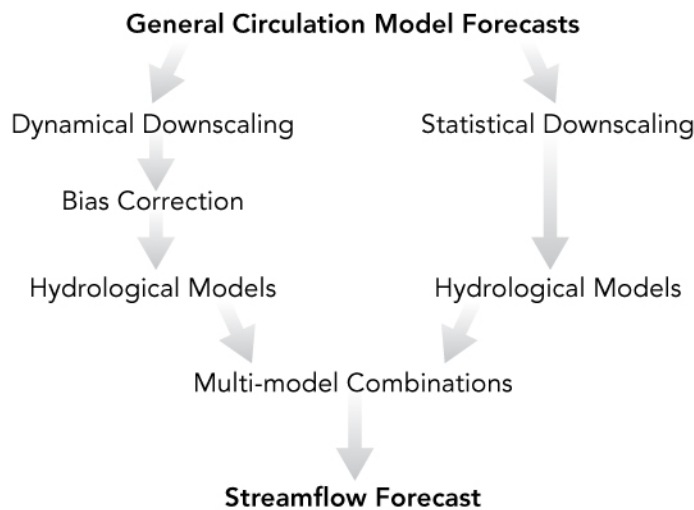 General Circulation Model Forecasts
Dynamical Downscaling
Statistical Downscaling
Bias Correction
Hydrological Models
Hydrological Models
Multi-model Combinations
Streamflow Forecast